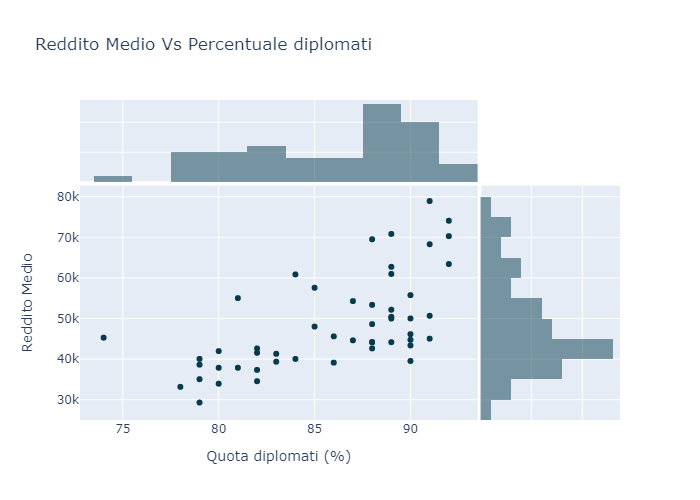 Reddito Medio Vs Percentuale diplomati
80k
70k
60k
50k
40k
30k
Reddito Medio
75 80 85 90
Quota diplomati (%)